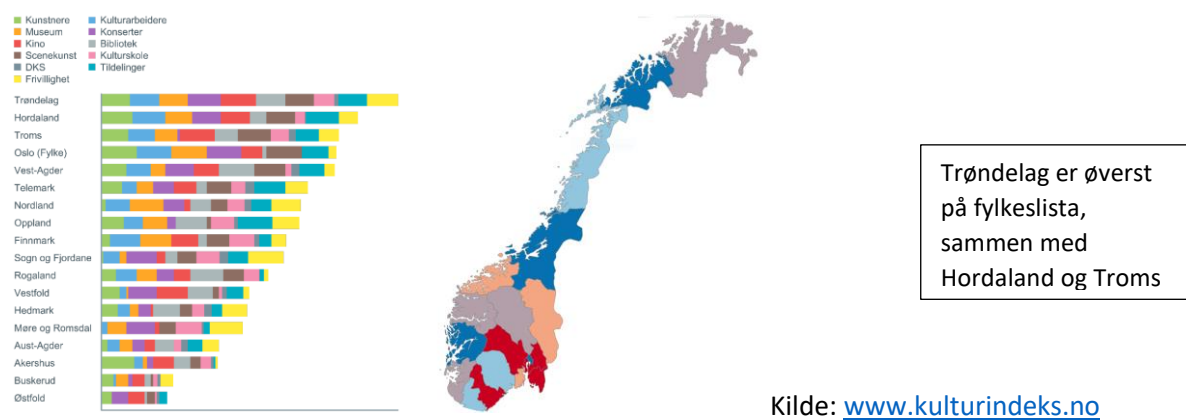 Kunstnere
Kulturarbeidere
Museum
Konserter
Kino
Bibliotek
Scenekunst
Kulturskole
DKS
Tildelinger
Frivillighet
Trøndelag
Hordaland
Troms
Oslo (Fylke)
Vest-Agder
Telemark
Nordland
Oppland
Finnmark
Sogn og Fjordane
Rogaland
Vestfold
Hedmark
Møre og Romsdal
Aust-Agder
Akershus
Buskerud
Østfold
Trøndelag er øverst
på fylkeslista,
sammen med
Hordaland og Troms
Kilde: www.kulturindeks.no